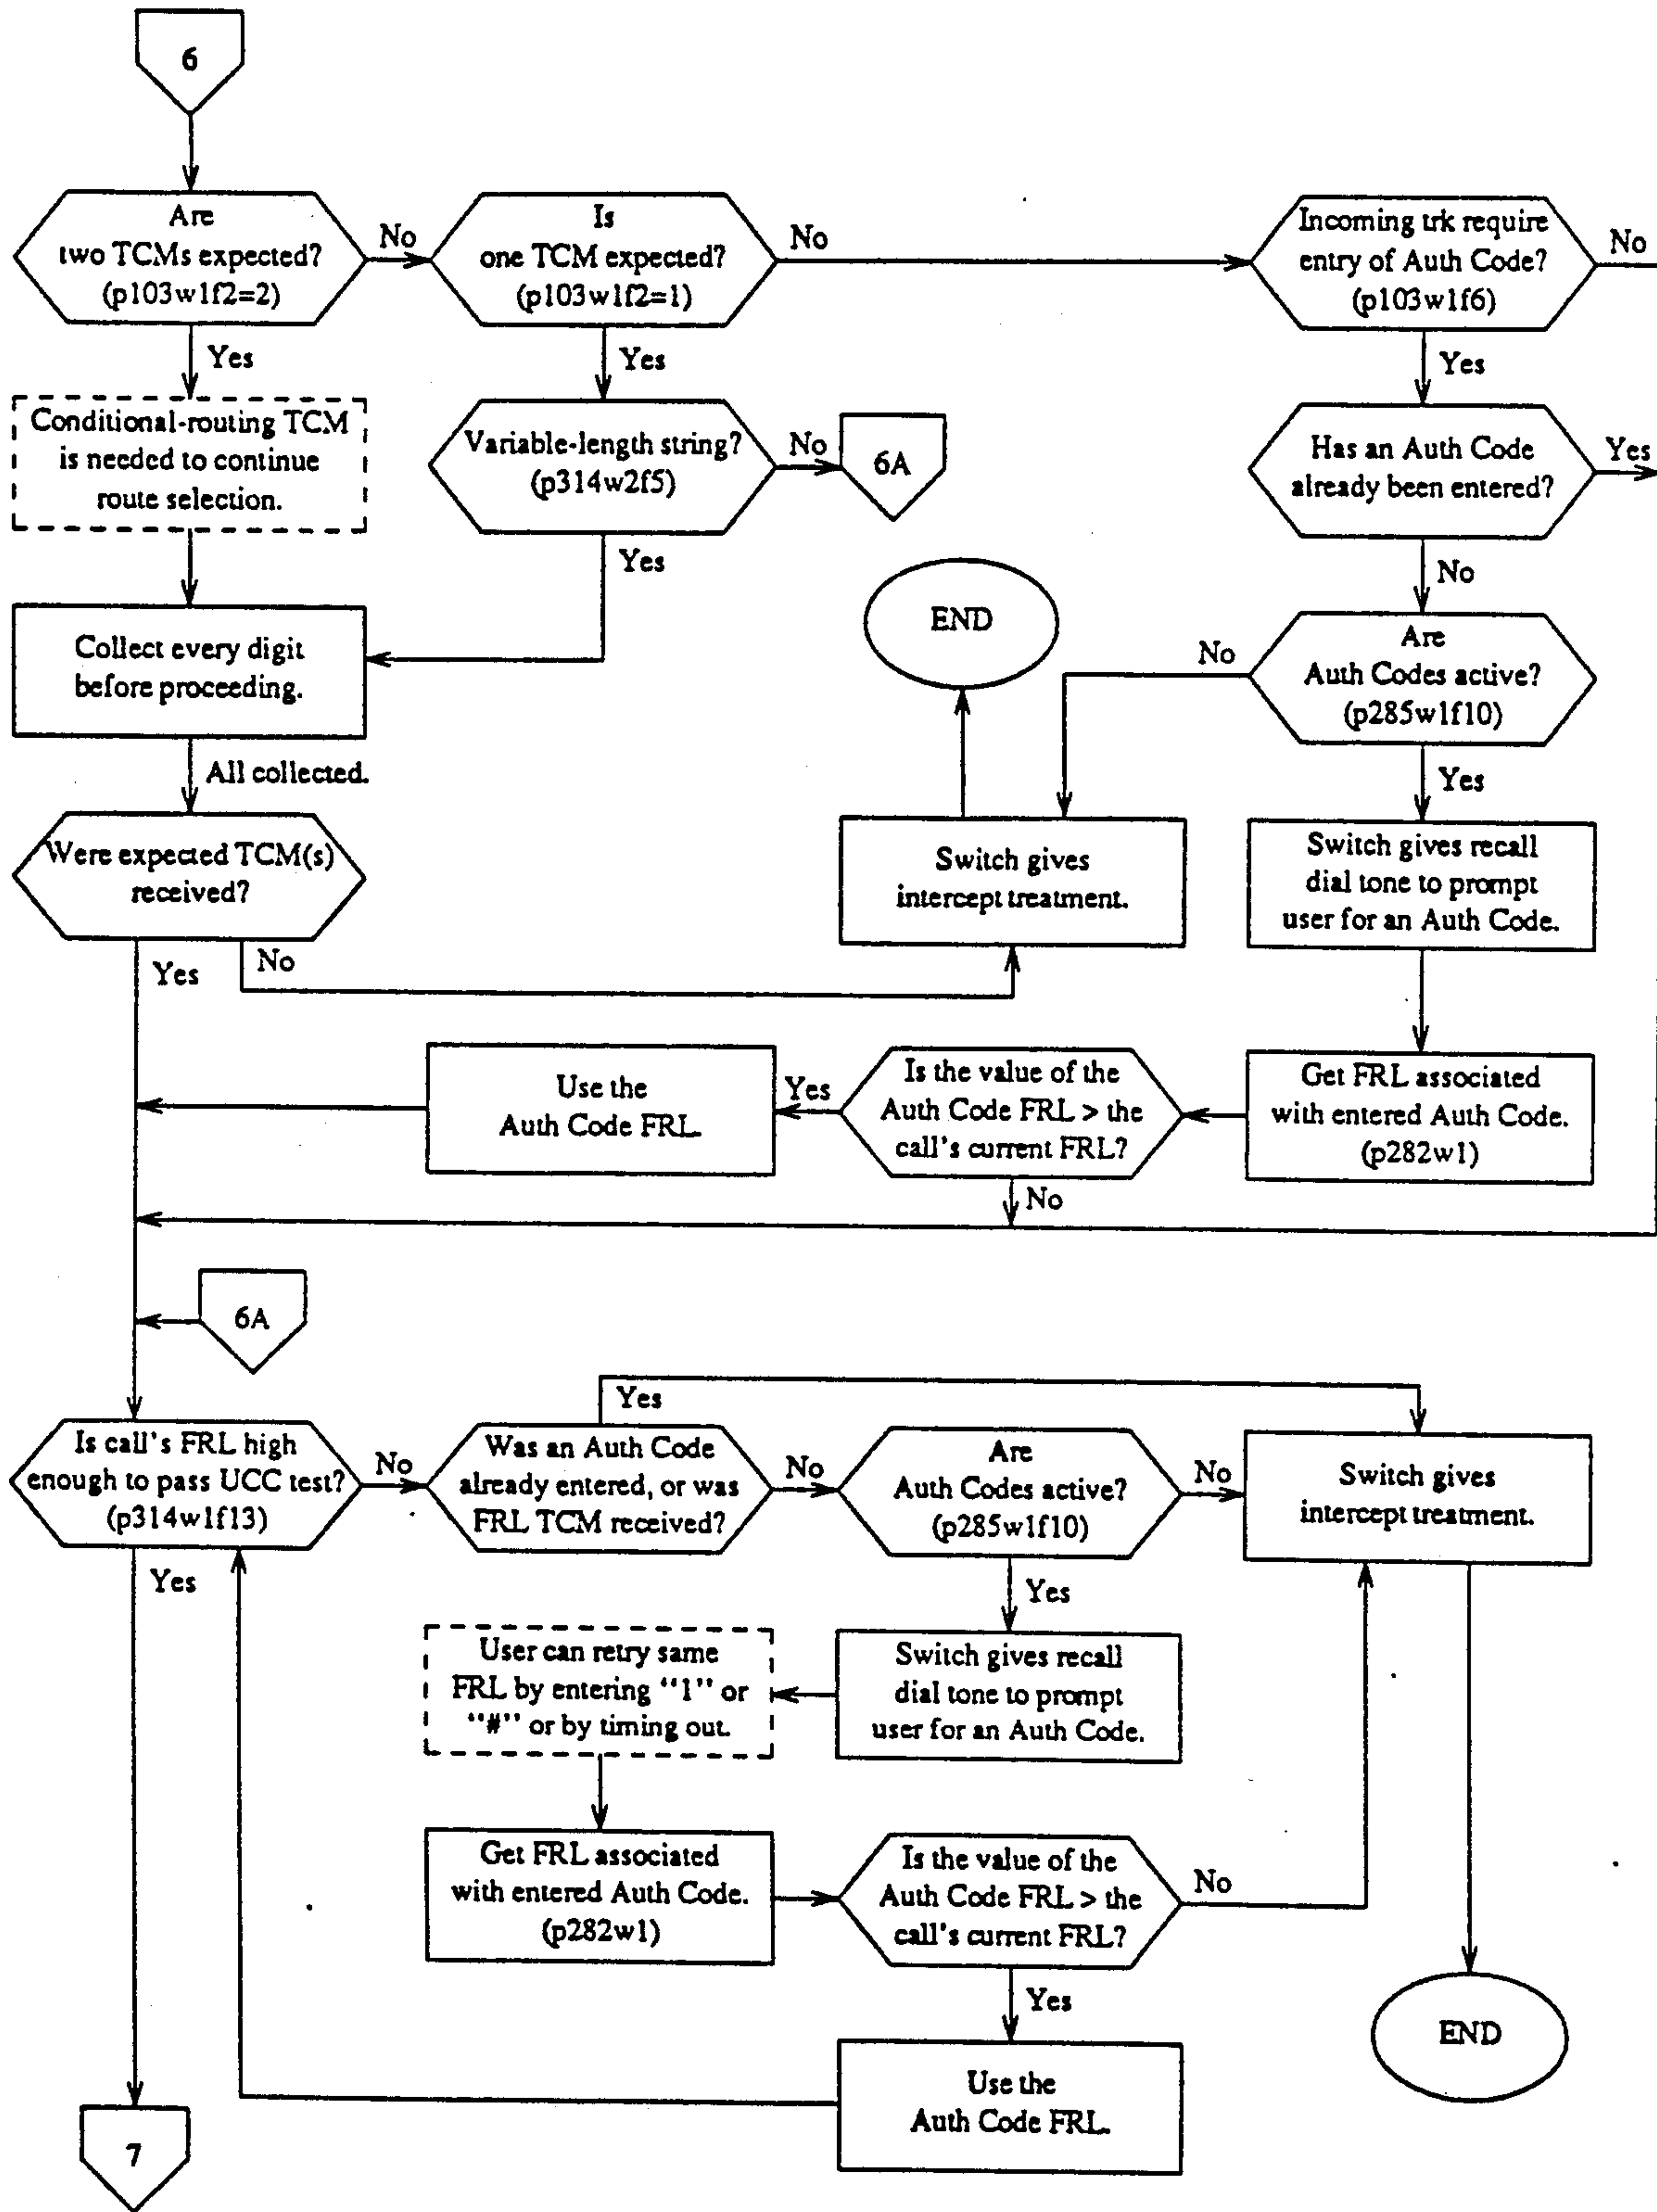 6
Are
two TCMs expected?
(p103w1f2=2)
No
Is
one TCM expected?
(p103w1f2=1)
No
Incoming trk require
entry of Auth Code?
(p103w1f6)
No
Yes
Yes
Yes
Conditional-routing TCM
is needed to continue
route selection.
Variable-length string?
(p314w2f5)
No
6A
Has an Auth Code
already been entered?
Yes
Yes
No
Collect every digit
before proceeding.
END
Are
Auth Codes active?
(p285w1f10)
No
All collected.
Yes
Were expected TCM(s)
received?
Switch gives
intercept treatment.
Switch gives recall
dial tone to prompt
user for an Auth Code.
Yes
No
Use the
Auth Code FRL.
Yes
Is the value of the
Auth Code FRL > the
call's current FRL?
Get FRL associated
with entered Auth Code.
(p282w1)
No
6A
Yes
Is call's FRL high
enough to pass UCC test?
(p314w1f13)
No
Was an Auth Code
already entered, or was
FRL TCM received?
No
Are
Auth Codes active?
(p285w1f10)
No
Switch gives
intercept treatment.
Yes
Yes
User can retry same
FRL by entering "1" or
"#" or by timing out.
Switch gives recall
dial tone to prompt
user for an Auth Code.
Get FRL associated
with entered Auth Code.
(p282w1)
Is the value of the
Auth Code FRL > the
call's current FRL?
No
Yes
END
Use the
Auth Code FRL.
7